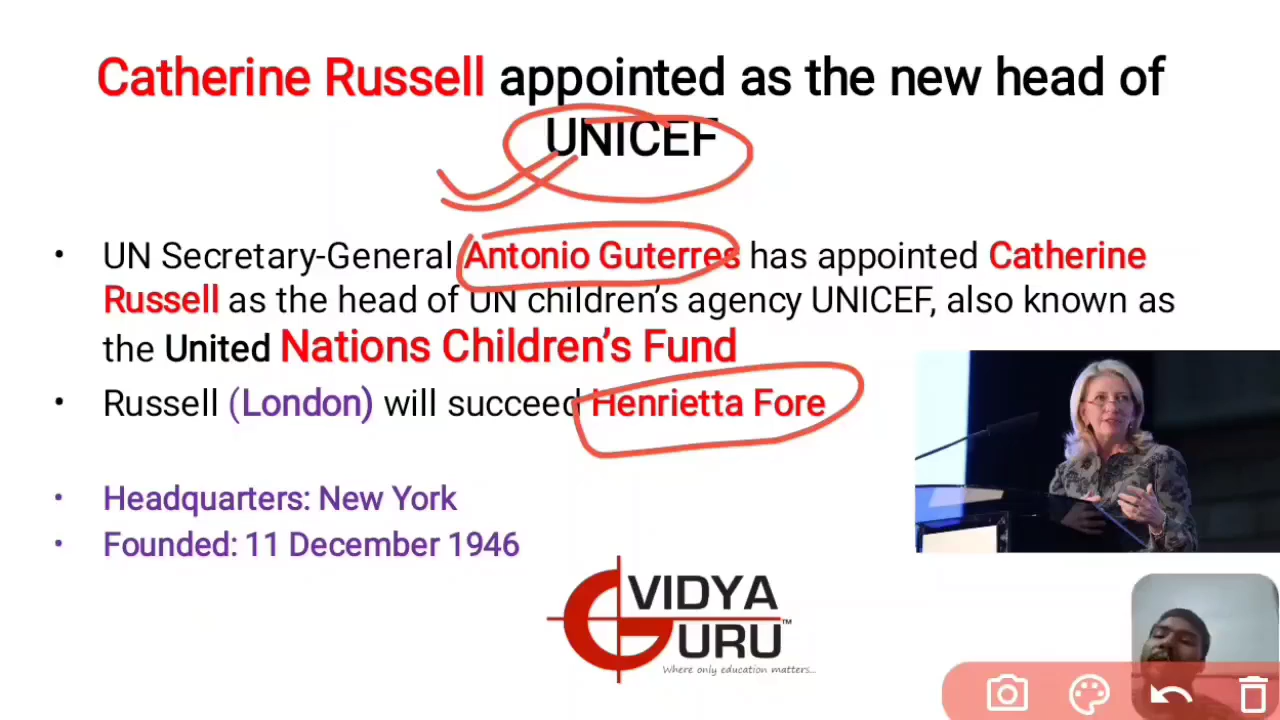 Catherine Russell appointed as the new head of
UNICEF
• UN Secretary-General Antonio Guterres has appointed Catherine
Russell as the head of UN children’s agency UNICEF, also known as
the United Nations Children’s Fund
• Russell (London) will succeed Henrietta Fore
• Headquarters: New York
• Founded: 11 December 1946
VIDYA
GURU™
Where only education matters...